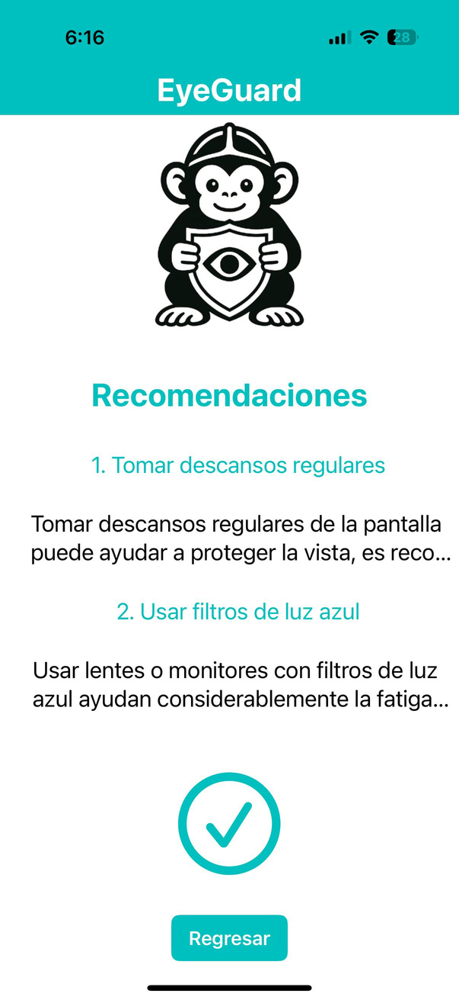 6:16
28
EyeGuard
Recomendaciones
1. Tomar descansos regulares
Tomar descansos regulares de la pantalla
puede ayudar a proteger la vista, es reco...
2. Usar filtros de luz azul
Usar lentes o monitores con filtros de luz
azul ayudan considerablemente la fatiga...
Regresar